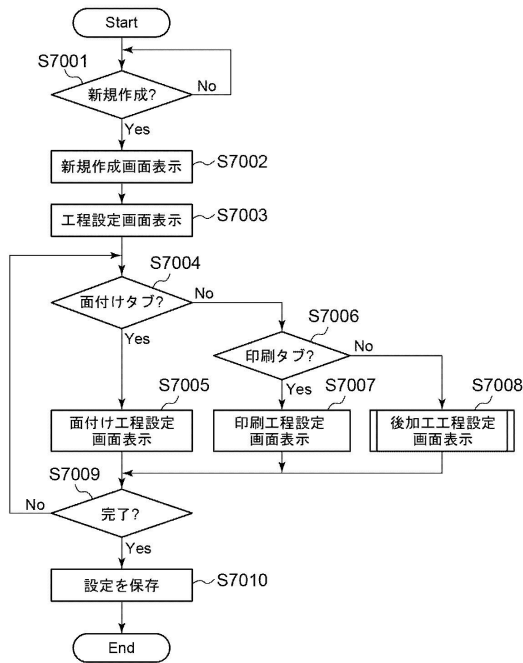 Start
S7001
新規作成?
No
Yes
新規作成画面表示
S7002
工程設定画面表示
S7003
S7004
面付けタブ?
No
Yes
S7006
印刷タブ?
No
Yes
S7005
面付け工程設定
画面表示
S7007
印刷工程設定
画面表示
S7008
後加工工程設定
画面表示
S7009
完了?
No
Yes
設定を保存
S7010
End